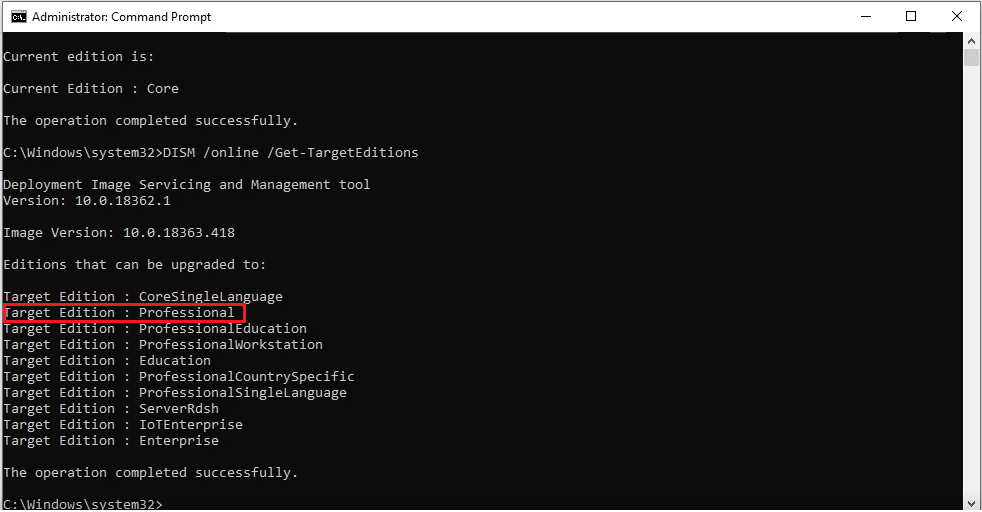 Administrator: Command Prompt
Current edition is:
Current Edition : Core
The operation completed successfully.
C:\Windows\system32>DISM /online /Get-TargetEditions
Deployment Image Servicing and Management tool
Version: 10.0.18362.1
Image Version: 10.0.18363.418
Editions that can be upgraded to:
Target Edition : CoreSingleLanguage
Target Edition : Professional
Target Edition : ProfessionalEducation
Target Edition : ProfessionalWorkstation
Target Edition : Education
Target Edition : ProfessionalCountrySpecific
Target Edition : ProfessionalSingleLanguage
Target Edition : ServerRdsh
Target Edition : IoTEnterprise
Target Edition : Enterprise
The operation completed successfully.
C:\Windows\system32>